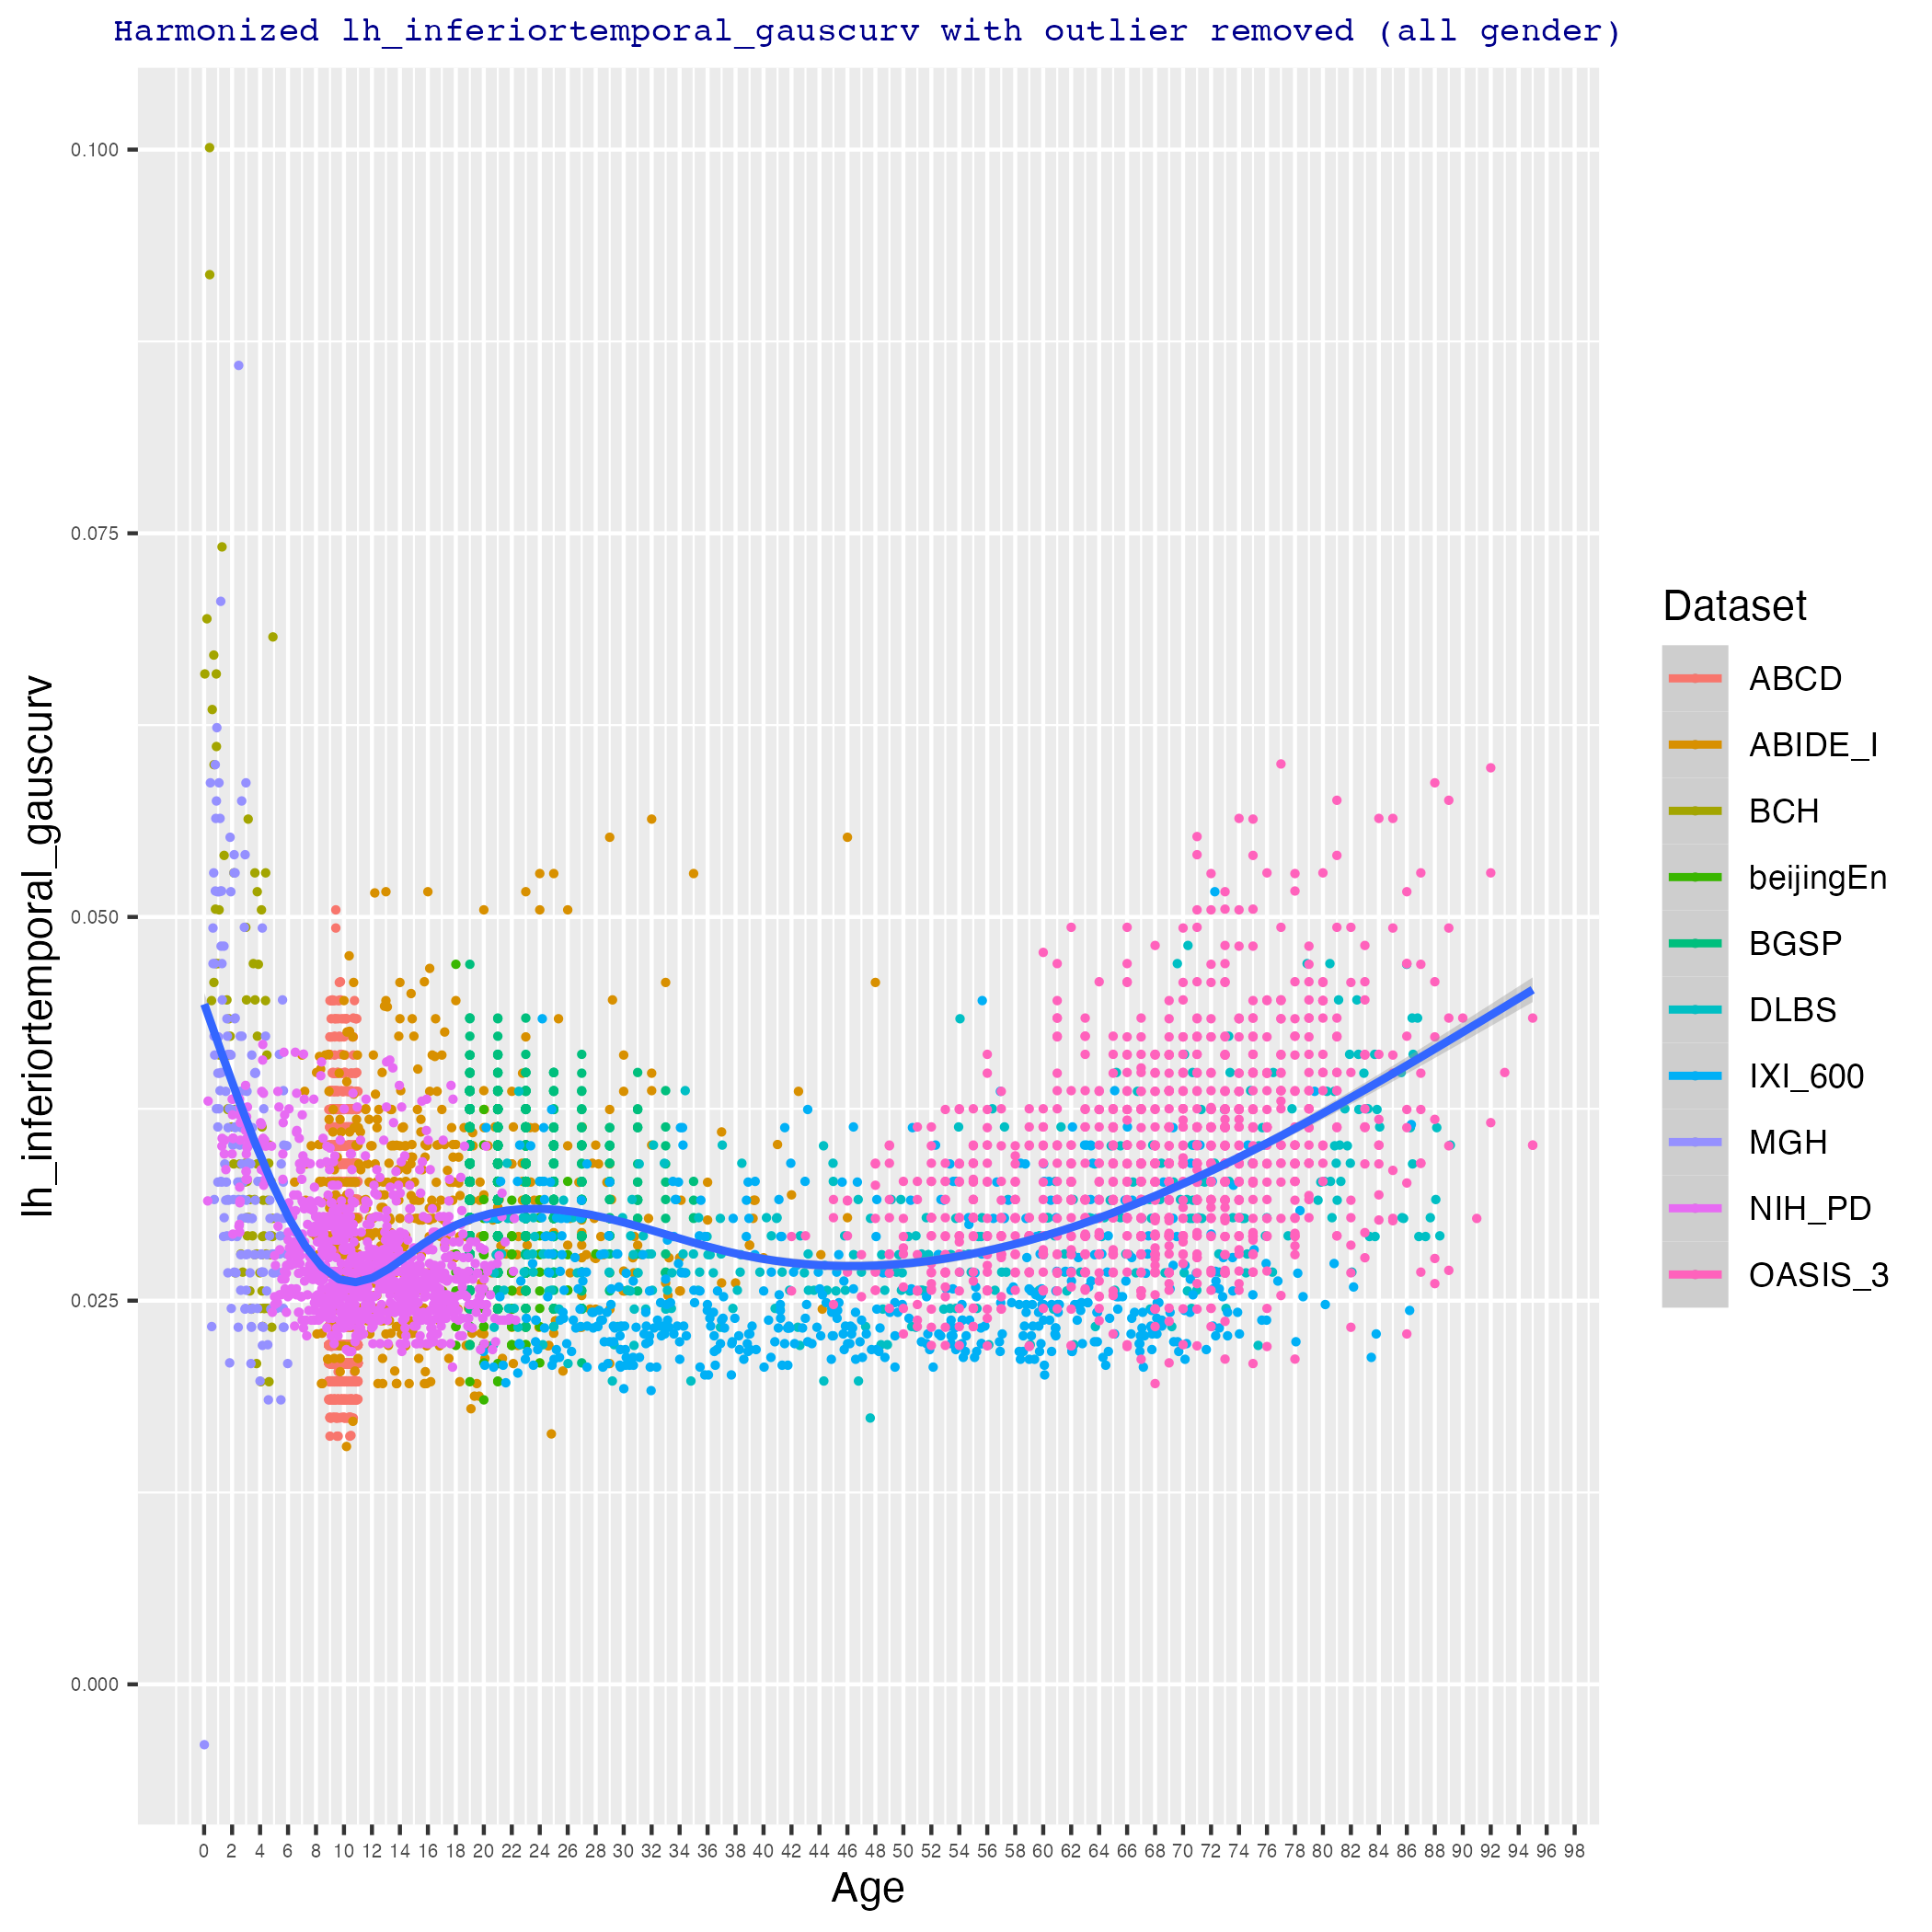 Harmonized lh_inferiortemporal_gauscurv with outlier removed (all gender)
lh_inferiortemporal_gauscurv
0.100
0.075
0.050
0.025
0.000
0 2 4 6 8 10 12 14 16 18 20 22 24 26 28 30 32 34 36 38 40 42 44 46 48 50 52 54 56 58 60 62 64 66 68 70 72 74 76 78 80 82 84 86 88 90 92 94 96 98
Age
Dataset
ABCD
ABIDE_I
BCH
beijingEn
BGSP
DLBS
IXI_600
MGH
NIH_PD
OASIS_3